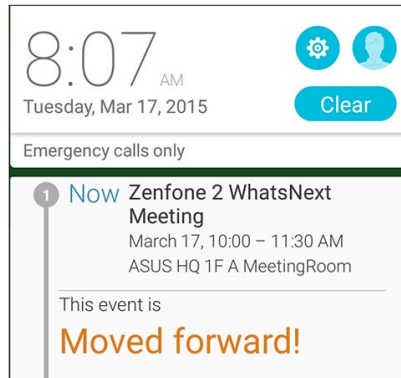 8:07 AM
Tuesday, Mar 17, 2015
Clear
Emergency calls only
1 Now Zenfone 2 WhatsNext
Meeting
March 17, 10:00 – 11:30 AM
ASUS HQ 1F A MeetingRoom
This event is
Moved forward!